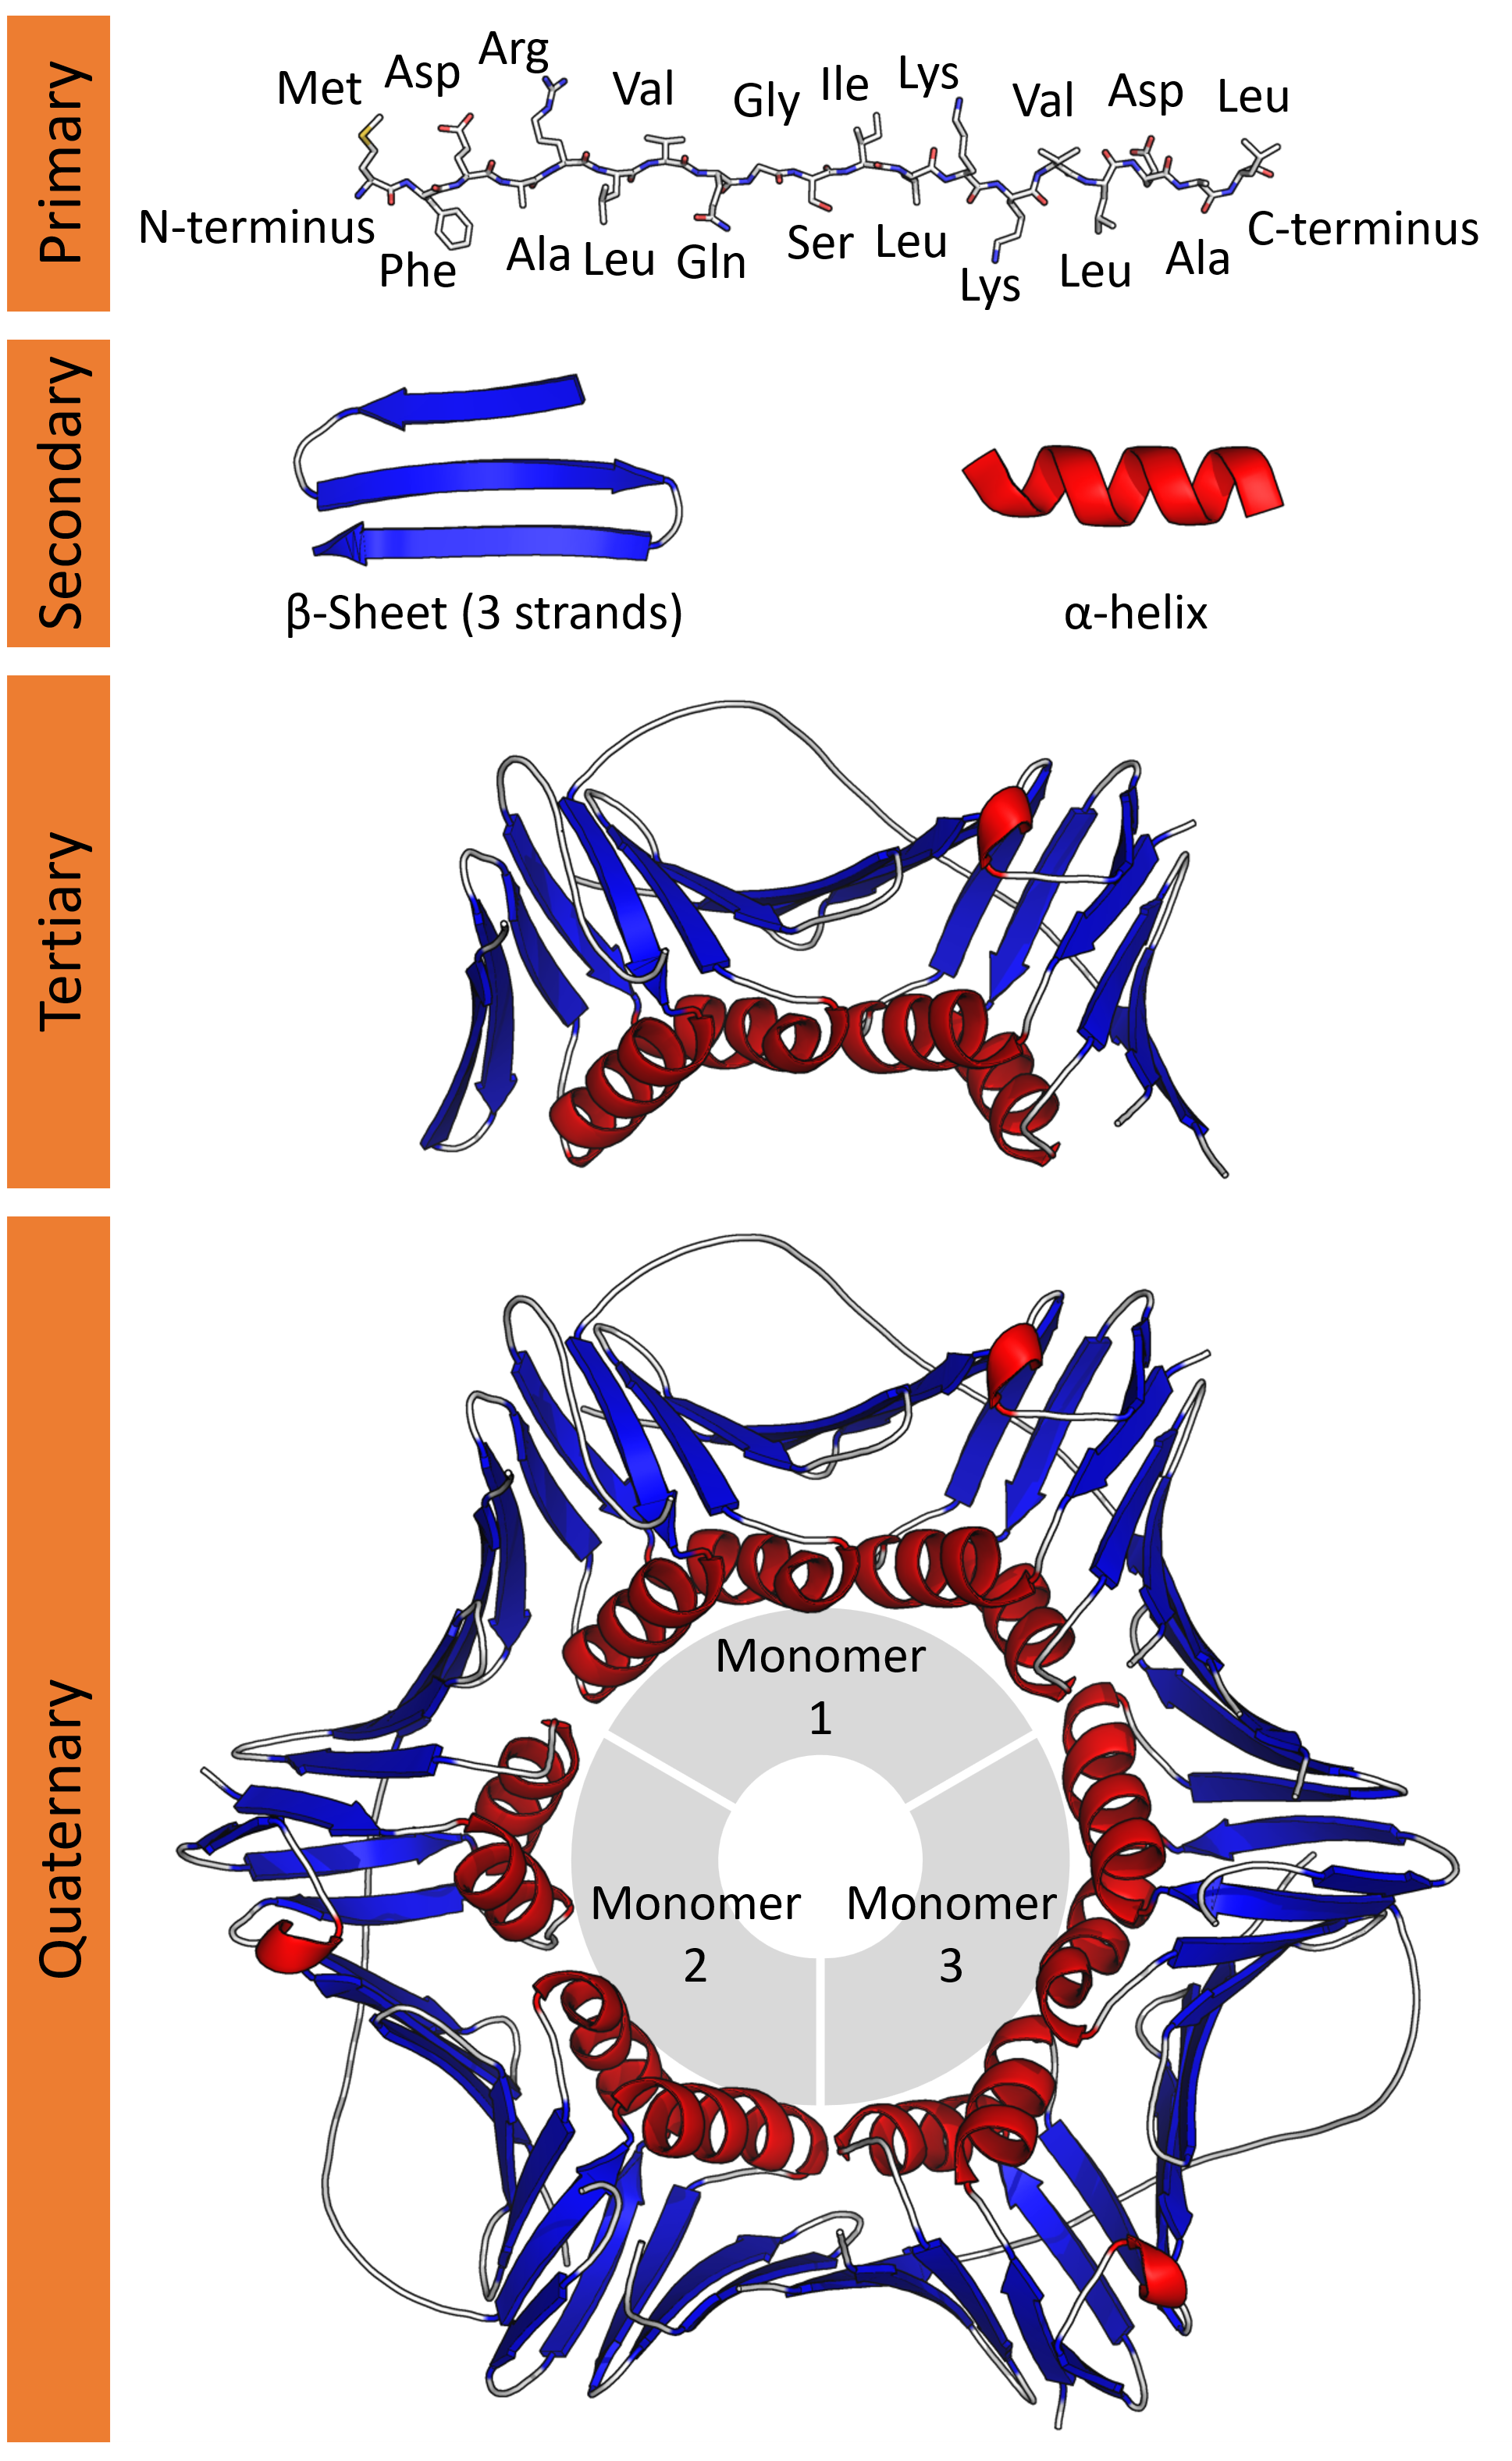 Primary
Met
Asp
Arg
Val
Gly
Ile
Lys
Val
Asp
Leu
N-terminus
Phe
Ala
Leu
Gln
Ser
Leu
Lys
Leu
Ala
C-terminus
Secondary
β-Sheet (3 strands)
α-helix
Tertiary
Quaternary
Monomer
1
Monomer
2
Monomer
3